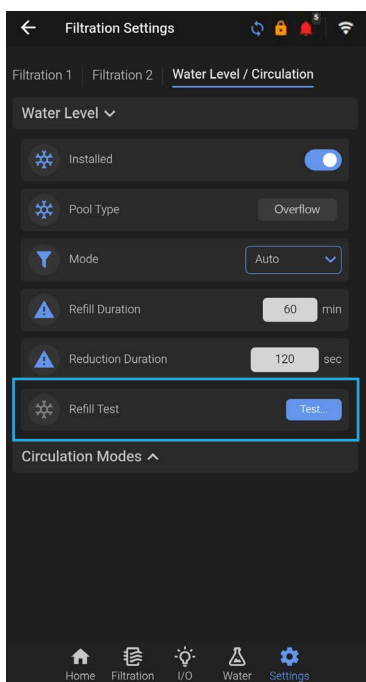 Filtration Settings
5
Filtration 1 Filtration 2 Water Level / Circulation
Water Level
Installed
Pool Type Overflow
Mode Auto
Refill Duration 60 min
Reduction Duration 120 sec
Refill Test Test...
Circulation Modes
Home Filtration I/O Water Settings